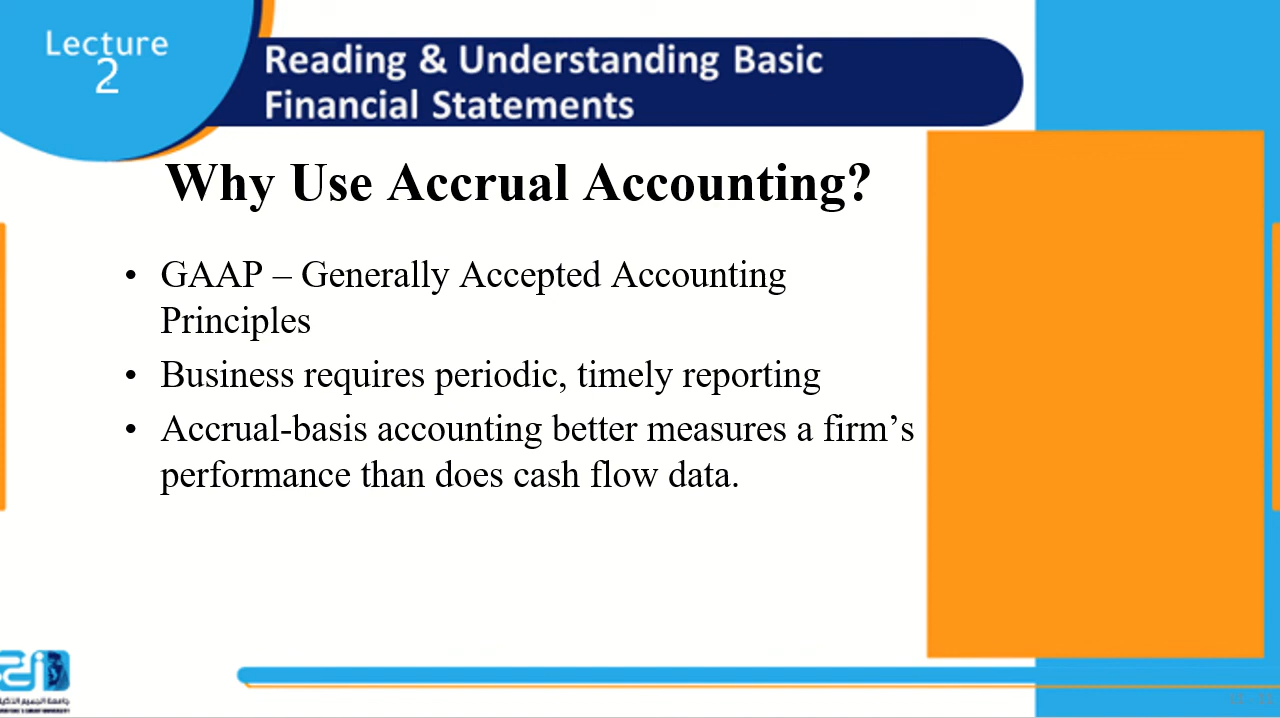 Lecture
2
Reading & Understanding Basic
Financial Statements
Why Use Accrual Accounting?
• GAAP – Generally Accepted Accounting
Principles
• Business requires periodic, timely reporting
• Accrual-basis accounting better measures a firm’s
performance than does cash flow data.